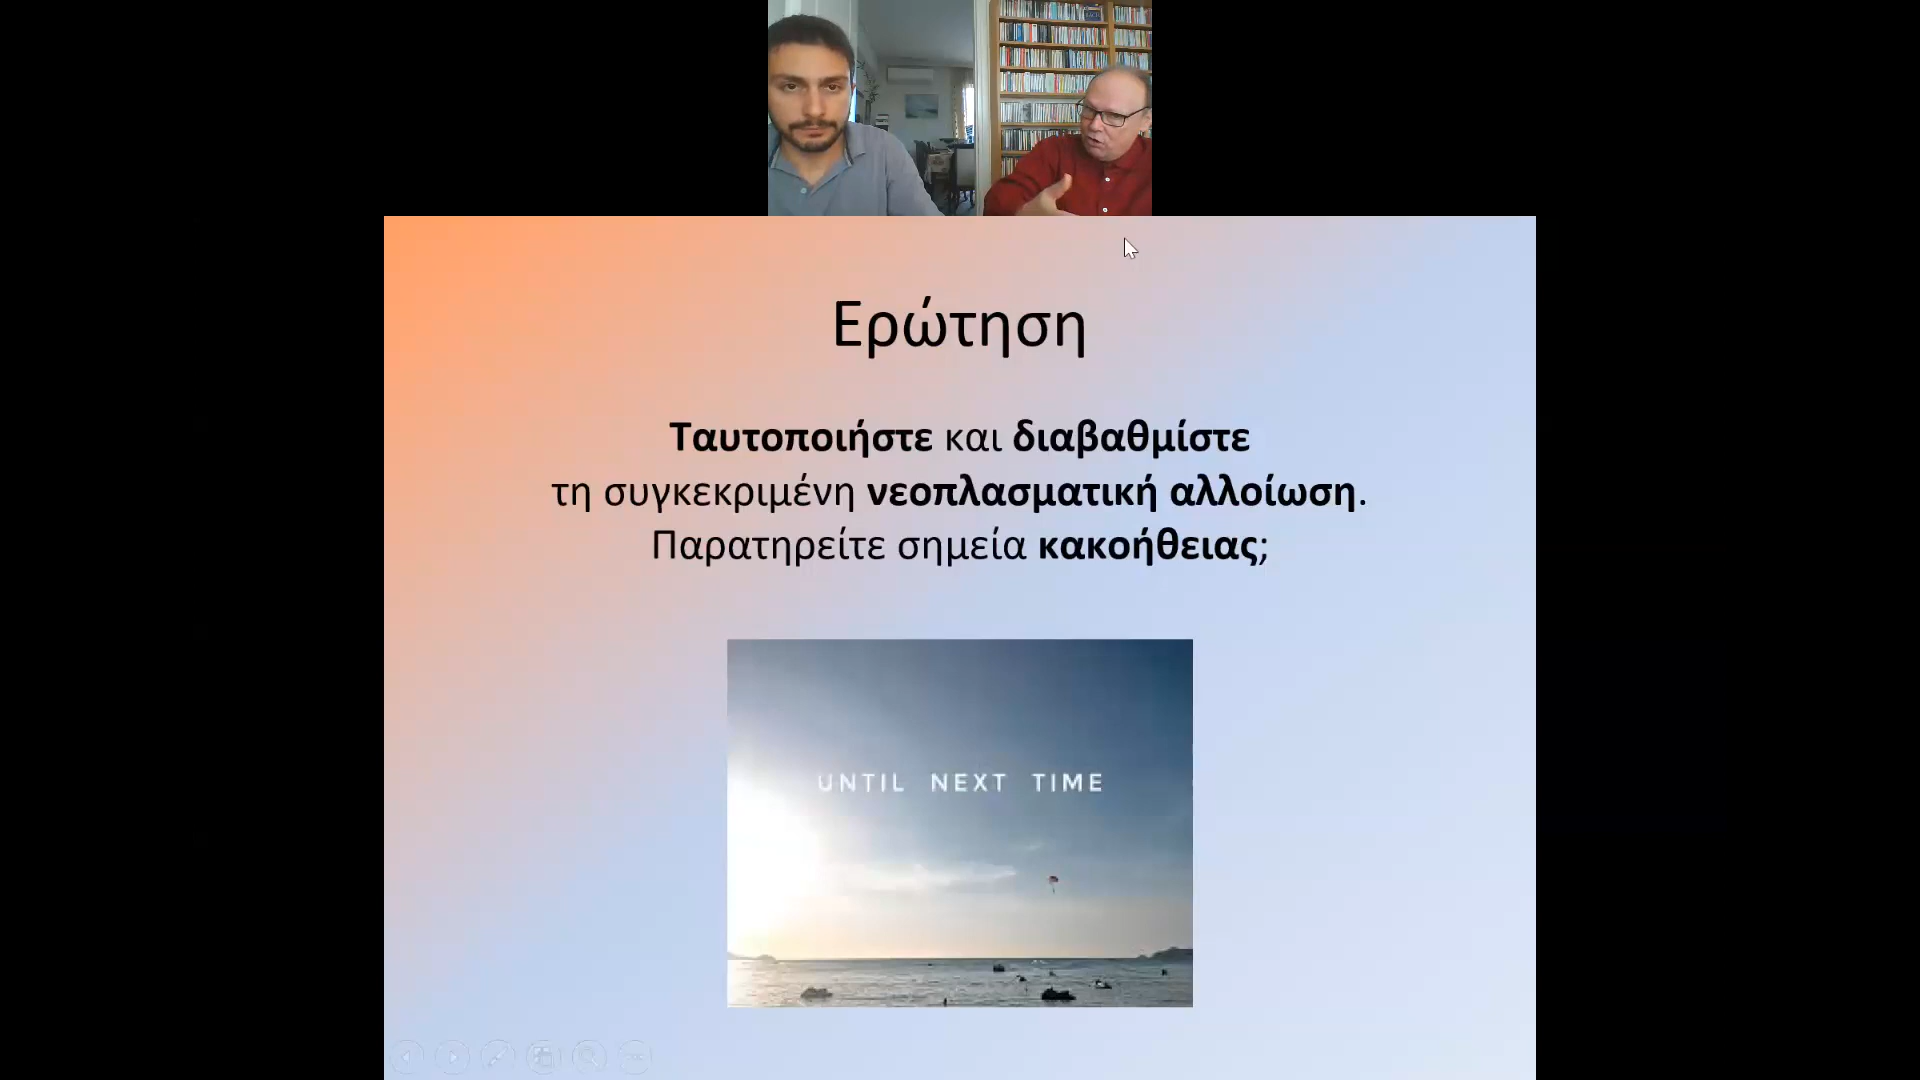 Ερώτηση
Ταυτοποιήστε και διαβαθμίστε
τη συγκεκριμένη νεοπλασματική αλλοίωση.
Παρατηρείτε σημεία κακοήθειας;
UNTIL NEXT TIME